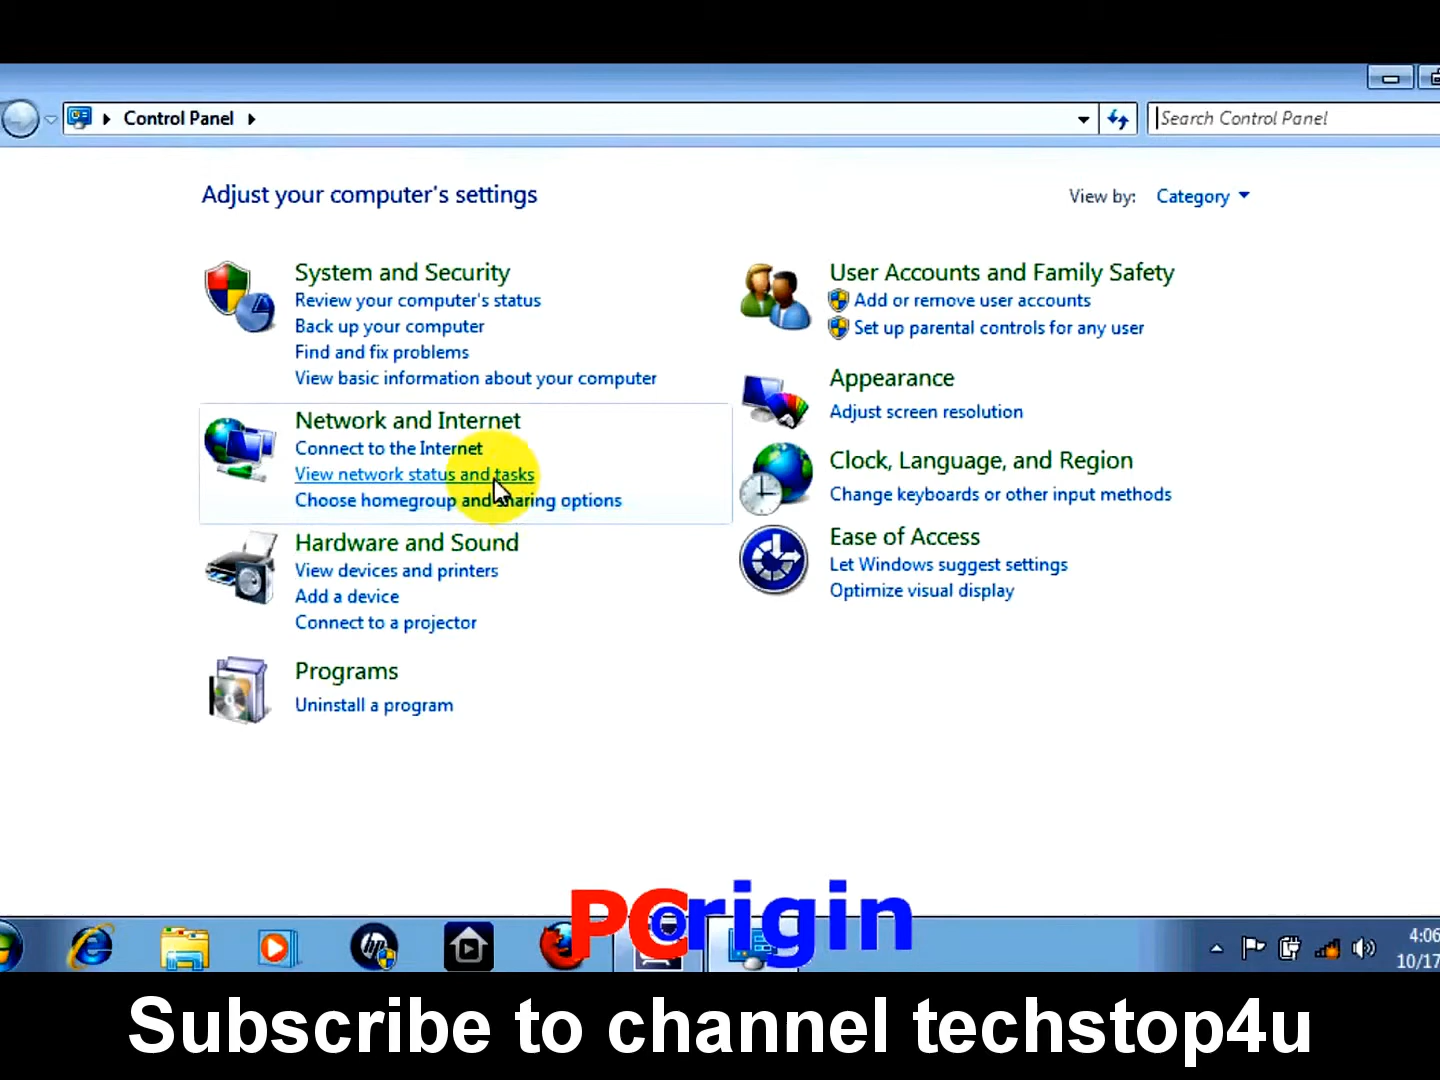 Control Panel
Search Control Panel
Adjust your computer's settings
View by: Category
System and Security
Review your computer's status
Back up your computer
Find and fix problems
View basic information about your computer
Network and Internet
Connect to the Internet
View network status and tasks
Choose homegroup and sharing options
Hardware and Sound
View devices and printers
Add a device
Connect to a projector
Programs
Uninstall a program
User Accounts and Family Safety
Add or remove user accounts
Set up parental controls for any user
Appearance
Adjust screen resolution
Clock, Language, and Region
Change keyboards or other input methods
Ease of Access
Let Windows suggest settings
Optimize visual display
PCorigin
hp
4:06
10/17
Subscribe to channel techstop4u